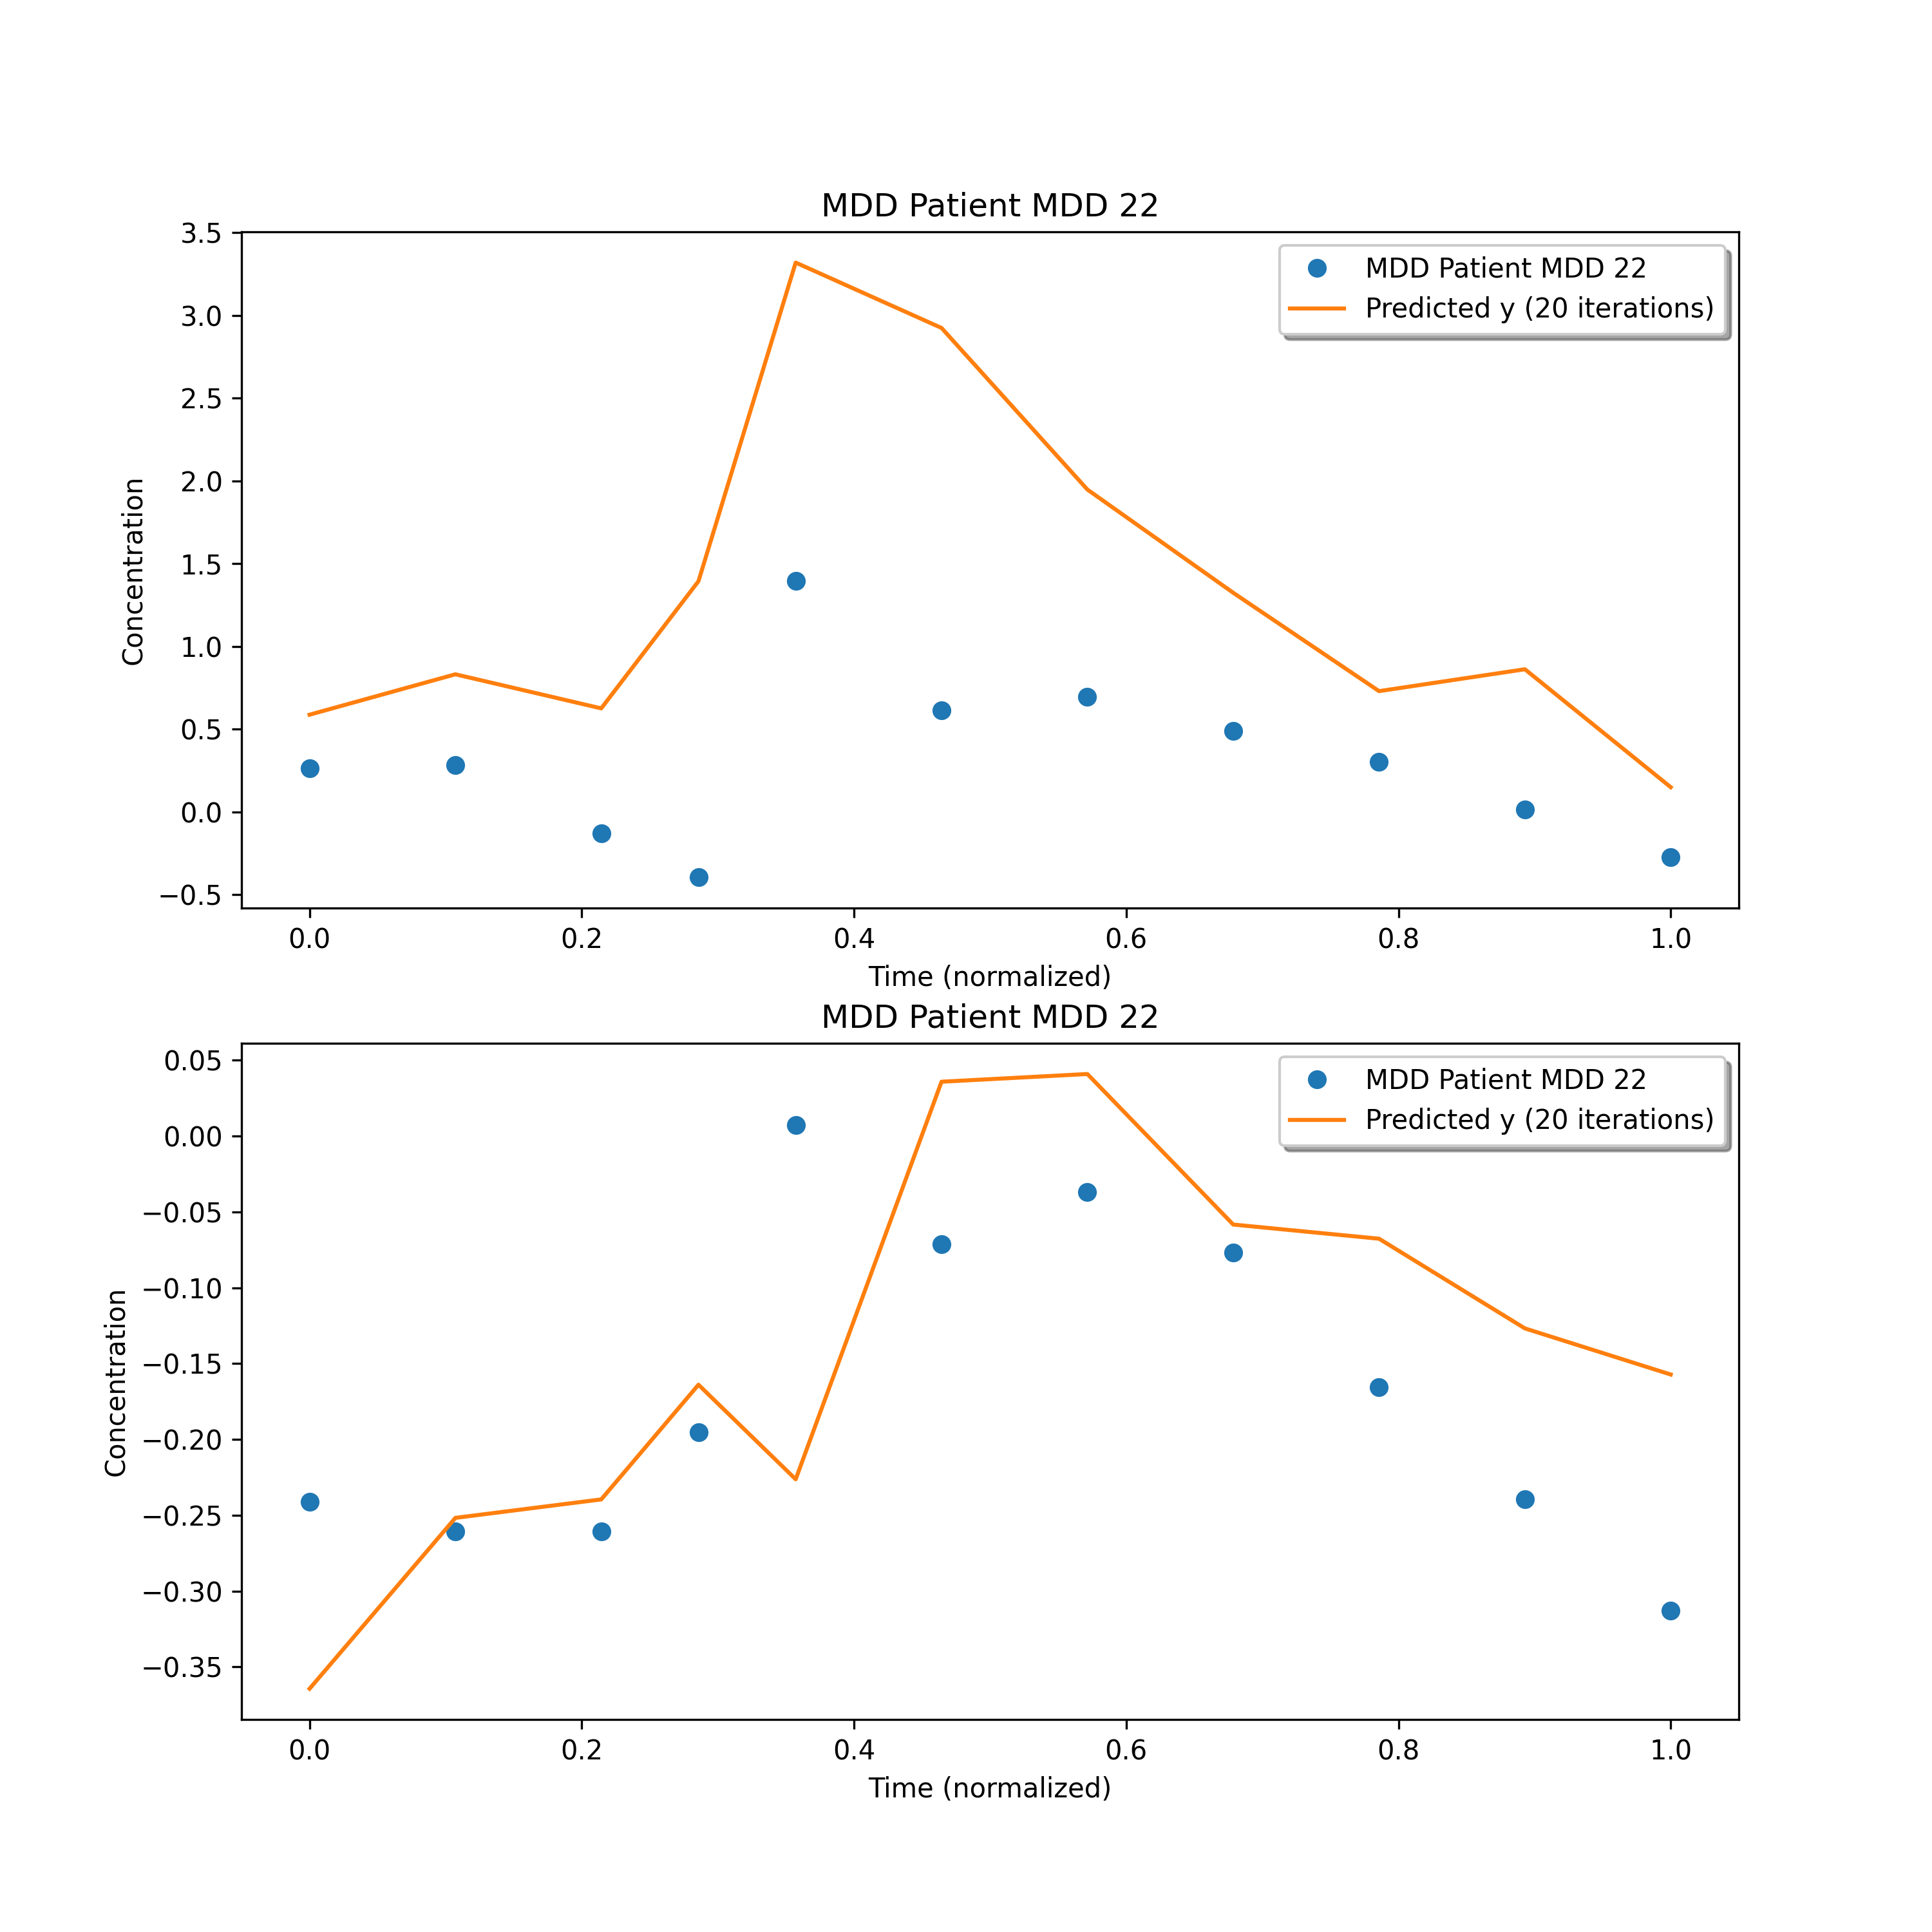 MDD Patient MDD 22
3.5
3.0
2.5
2.0
1.5
1.0
0.5
0.0
−0.5
Concentration
MDD Patient MDD 22
Predicted y (20 iterations)
0.0 0.2 0.4 0.6 0.8 1.0
Time (normalized)
MDD Patient MDD 22
0.05
0.00
−0.05
−0.10
−0.15
−0.20
−0.25
−0.30
−0.35
Concentration
MDD Patient MDD 22
Predicted y (20 iterations)
0.0 0.2 0.4 0.6 0.8 1.0
Time (normalized)